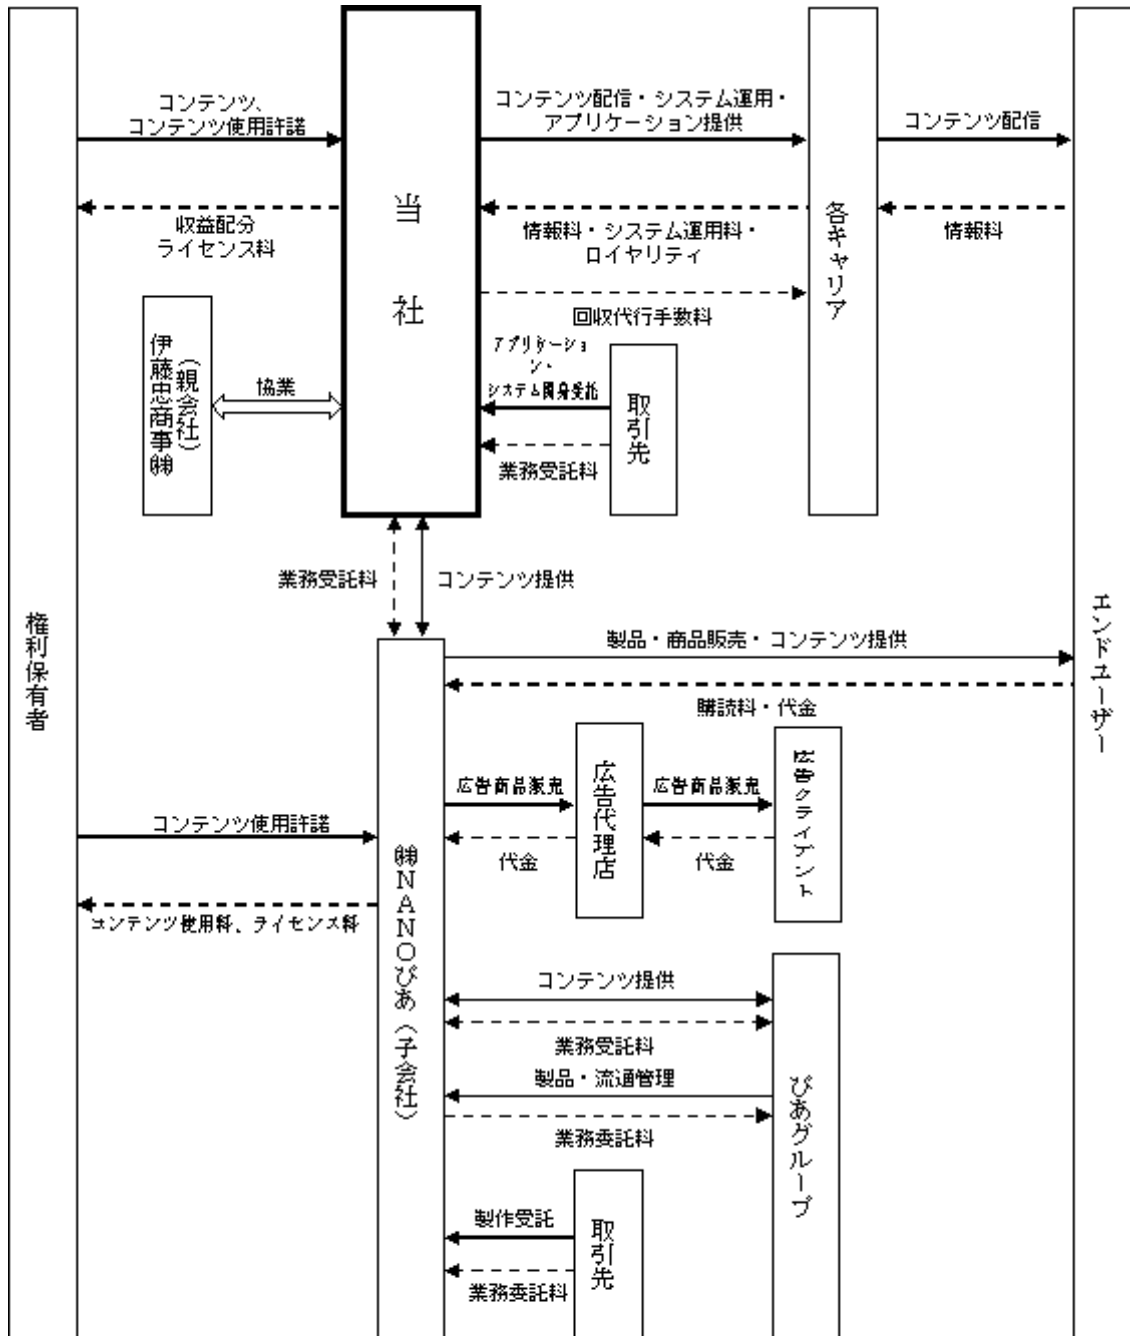 コンテンツ、
コンテンツ使用許諾
コンテンツ配信・システム運用・
アプリケーション提供
コンテンツ配信
当社
収益配分
ライセンス料
情報料・システム運用料・
ロイヤリティ
情報料
各キャリア
回収代行手数料
伊藤忠商事㈱
（親会社）
協業
アプリケーショ
ン・
システム開発受託
取引先
業務受託料
業務受託料
コンテンツ提供
権利保有者
エンドユーザー
製品・商品販売・コンテンツ提供
購読料・代金
広告商品販売
広告代理店
広告商品販売
広告クライアント
代金
代金
コンテンツ使用許諾
コンテンツ使用料、ライセンス料
㈱ＮＡＮＯぴあ（子会社）
コンテンツ提供
業務受託料
製品・流通管理
業務委託料
ぴあグループ
製作受託
取引先
業務委託料